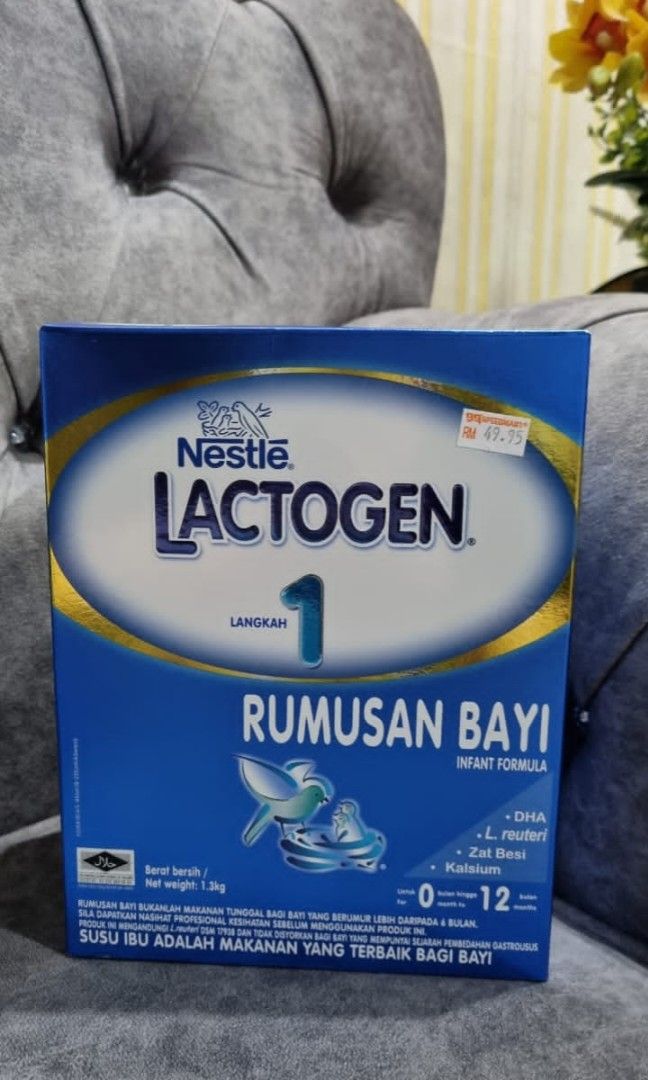 99 SPEEDMART
RM 49.95
Nestlé®
LACTOGEN®
LANGKAH 1
RUMUSAN BAYI
INFANT FORMULA
• DHA
• L. reuteri
• Zat Besi
• Kalsium
حلال
Berat bersih /
Net weight: 1.3kg
Untuk 0 bulan hingga 12 bulan
for month to months
RUMUSAN BAYI BUKANLAH MAKANAN TUNGGAL BAGI BAYI YANG BERUMUR LEBIH DARIPADA 6 BULAN.
SILA DAPATKAN NASIHAT PROFESIONAL KESIHATAN SEBELUM MENGGUNAKAN PRODUK INI.
PRODUK INI MENGANDUNGI L.reuteri DSM 17938 DAN TIDAK DISYORKAN BAGI BAYI YANG MEMPUNYAI SEJARAH PEMBEDAHAN GASTROUSUS
SUSU IBU ADALAH MAKANAN YANG TERBAIK BAGI BAYI